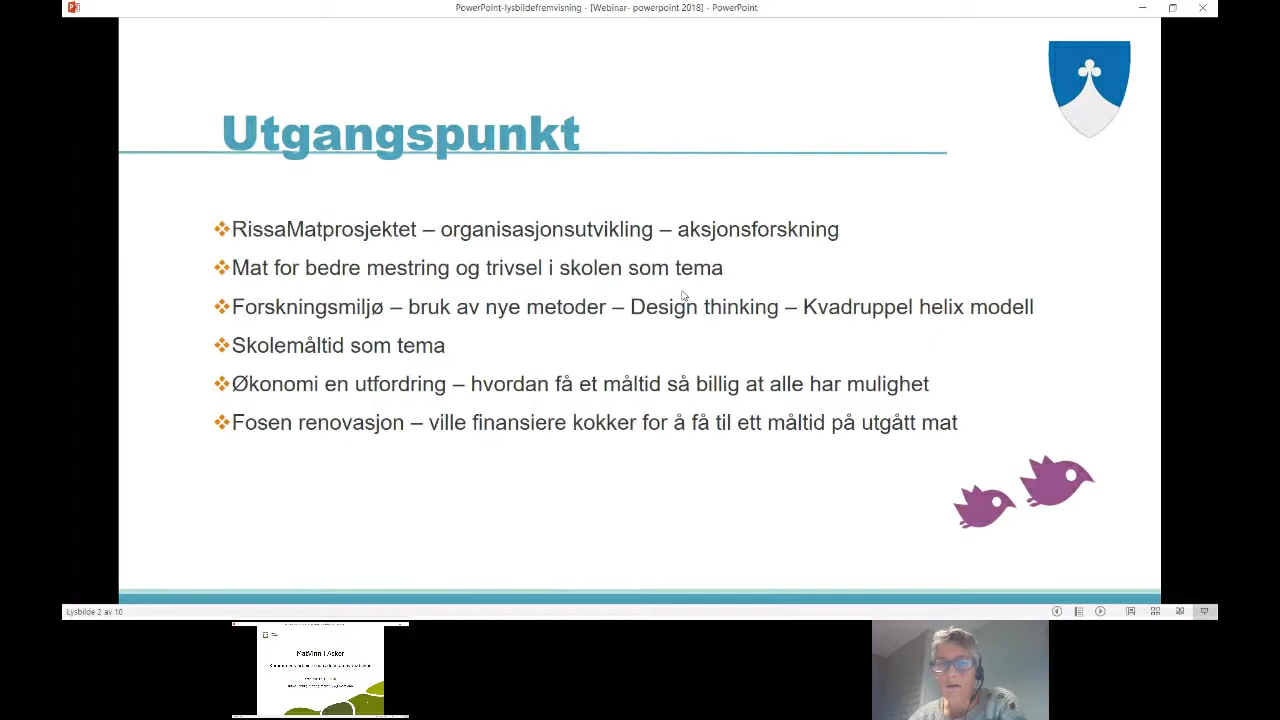 PowerPoint-lysbildefremvisning - [Webinar- powerpoint 2018] - PowerPoint
Utgangspunkt
RissaMatprosjektet – organisasjonsutvikling – aksjonsforskning
Mat for bedre mestring og trivsel i skolen som tema
Forskningsmiljø – bruk av nye metoder – Design thinking – Kvadruppel helix modell
Skolemåltid som tema
Økonomi en utfordring – hvordan få et måltid så billig at alle har mulighet
Fosen renovasjon – ville finansiere kokker for å få til ett måltid på utgått mat
Lysbilde 2 av 10
i Asker